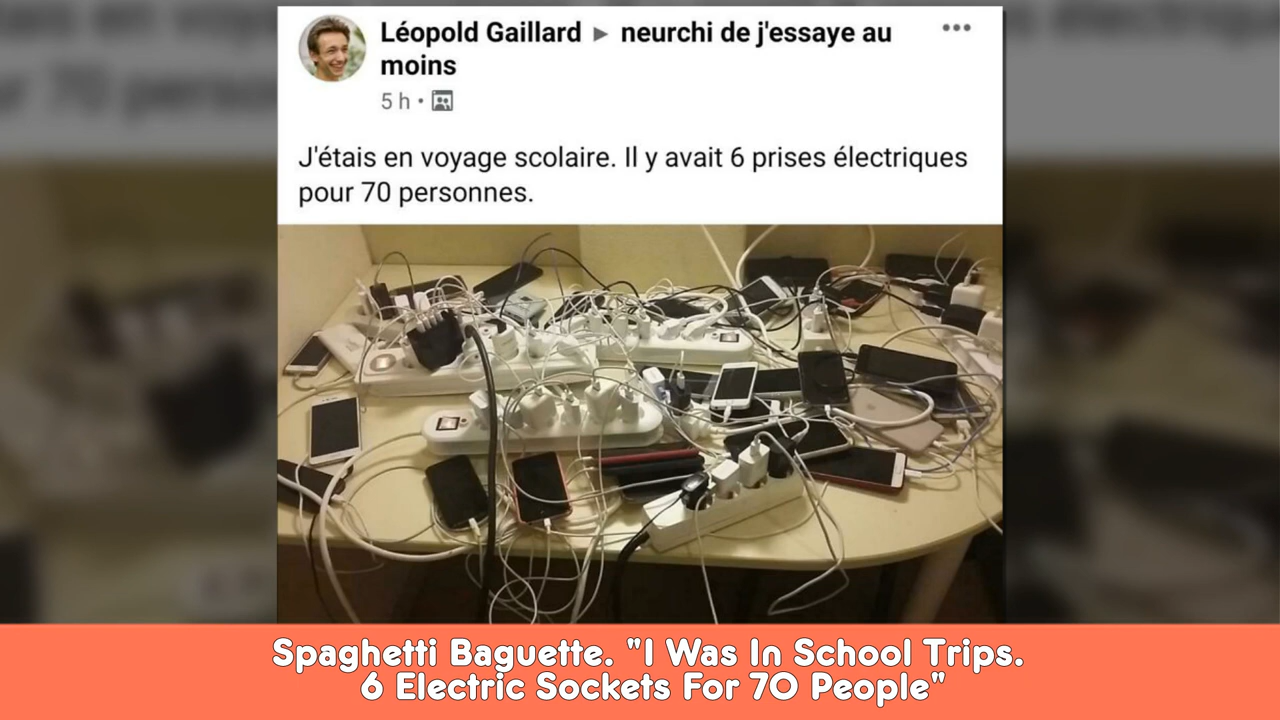 Léopold Gaillard ▶ neurchi de j'essaye au
moins
5 h •
J'étais en voyage scolaire. Il y avait 6 prises électriques
pour 70 personnes.
Spaghetti Baguette. "I Was In School Trips.
6 Electric Sockets For 70 People"